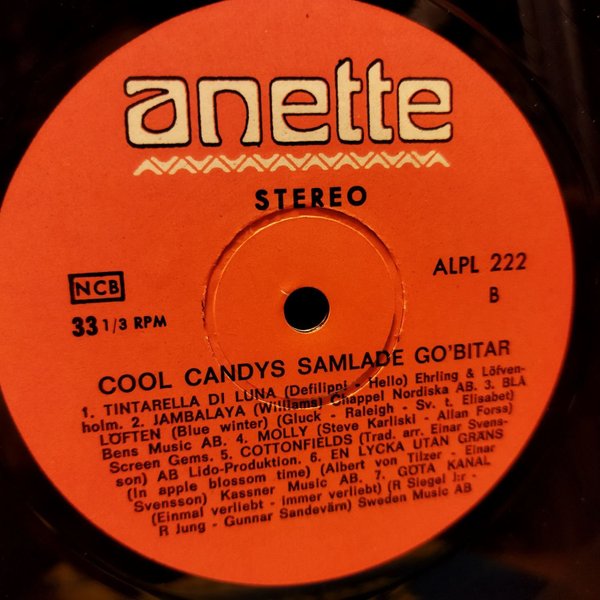 anette
STEREO
NCB
ALPL 222
33 1/3 RPM
B
COOL CANDYS SAMLADE GO'BITAR
1. TINTARELLA DI LUNA (Defilippi - Hello) Ehrling & Löfven-
holm. 2. JAMBALAYA (Williams) Chappel Nordiska AB. 3. BLÅ
LÖFTEN (Blue winter) (Gluck - Raleigh - Sv. t. Elisabet)
Bens Music AB. 4. MOLLY (Steve Karliski - Allan Forss)
Screen Gems. 5. COTTONFIELDS (Trad. arr. Einar Svens-
son) AB Lido-Produktion. 6. EN LYCKA UTAN GRÄNS
(In apple blossom time) (Albert von Tilzer - Einar
Svensson) Kassner Music AB. 7. GÖTA KANAL
(Einmal verliebt - immer verliebt) (R Siegel J:r -
R Jung - Gunnar Sandevärn) Sweden Music AB